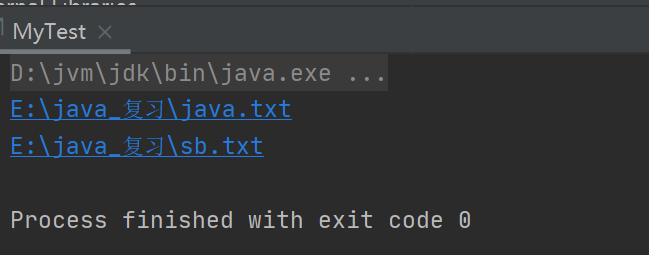 MyTest
D:\jvm\jdk\bin\java.exe ...
E:\java_复习\java.txt
E:\java_复习\sb.txt
Process finished with exit code 0